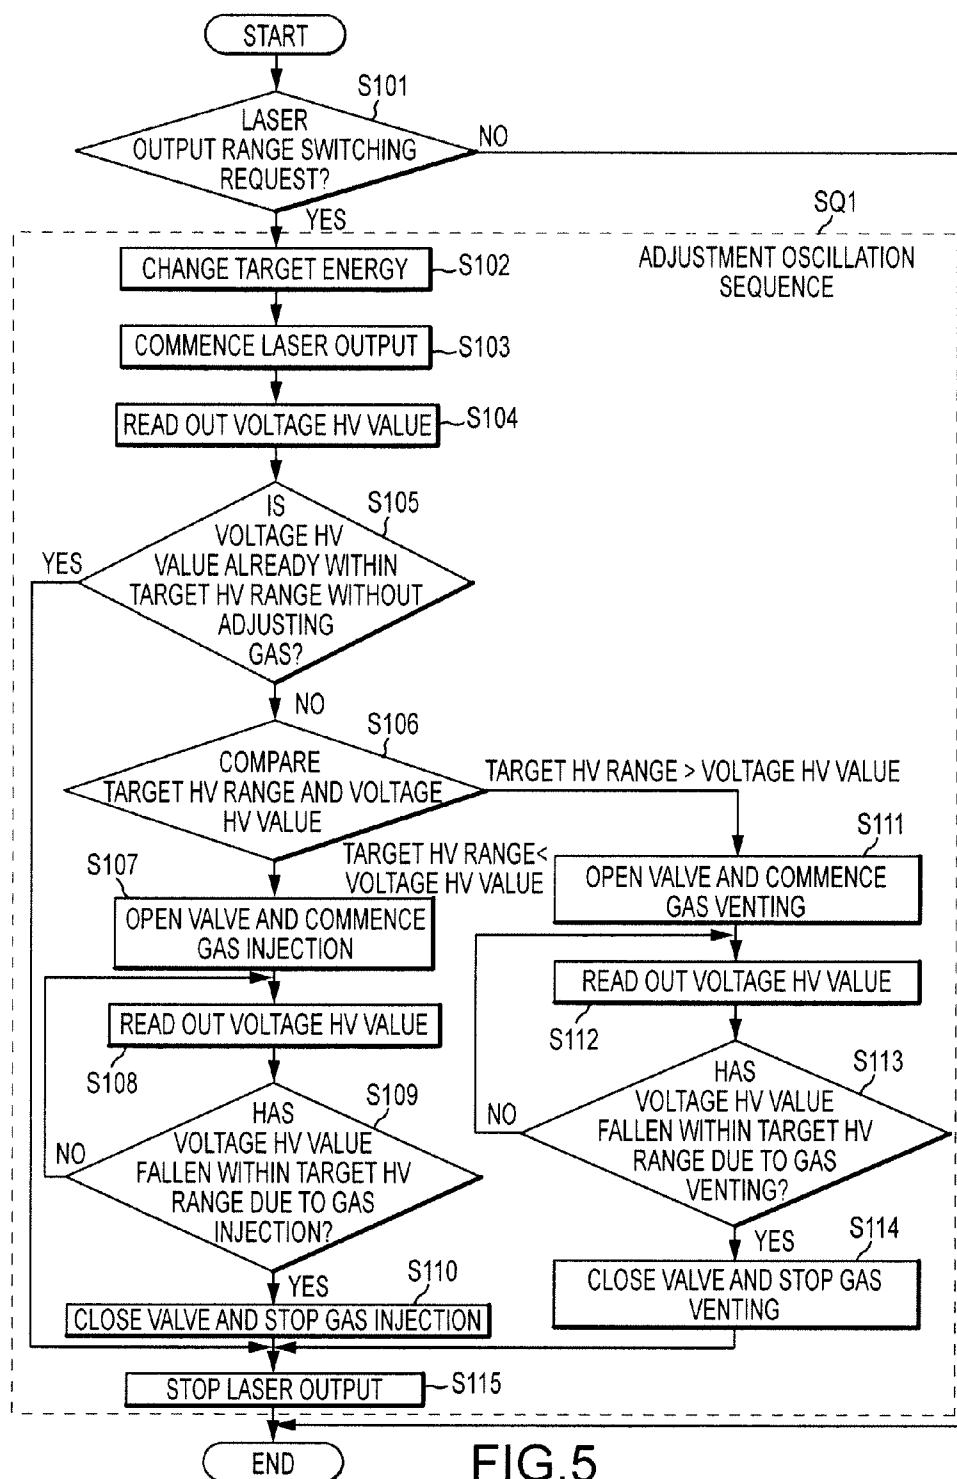 START
S101
LASER
OUTPUT RANGE SWITCHING
REQUEST?
NO
YES
SQ1
ADJUSTMENT OSCILLATION
SEQUENCE
CHANGE TARGET ENERGY
S102
COMMENCE LASER OUTPUT
S103
READ OUT VOLTAGE HV VALUE
S104
S105
IS
VOLTAGE HV
VALUE ALREADY WITHIN
TARGET HV RANGE WITHOUT
ADJUSTING
GAS?
YES
NO
S106
COMPARE
TARGET HV RANGE AND VOLTAGE
HV VALUE
TARGET HV RANGE > VOLTAGE HV VALUE
TARGET HV RANGE<
VOLTAGE HV VALUE
S107
OPEN VALVE AND COMMENCE
GAS INJECTION
READ OUT VOLTAGE HV VALUE
S108
S109
HAS
VOLTAGE HV VALUE
FALLEN WITHIN TARGET HV
RANGE DUE TO GAS
INJECTION?
NO
YES
S110
CLOSE VALVE AND STOP GAS INJECTION
S111
OPEN VALVE AND COMMENCE
GAS VENTING
READ OUT VOLTAGE HV VALUE
S112
S113
HAS
VOLTAGE HV VALUE
FALLEN WITHIN TARGET HV
RANGE DUE TO GAS
VENTING?
NO
YES
S114
CLOSE VALVE AND STOP GAS
VENTING
STOP LASER OUTPUT
S115
END
FIG.5